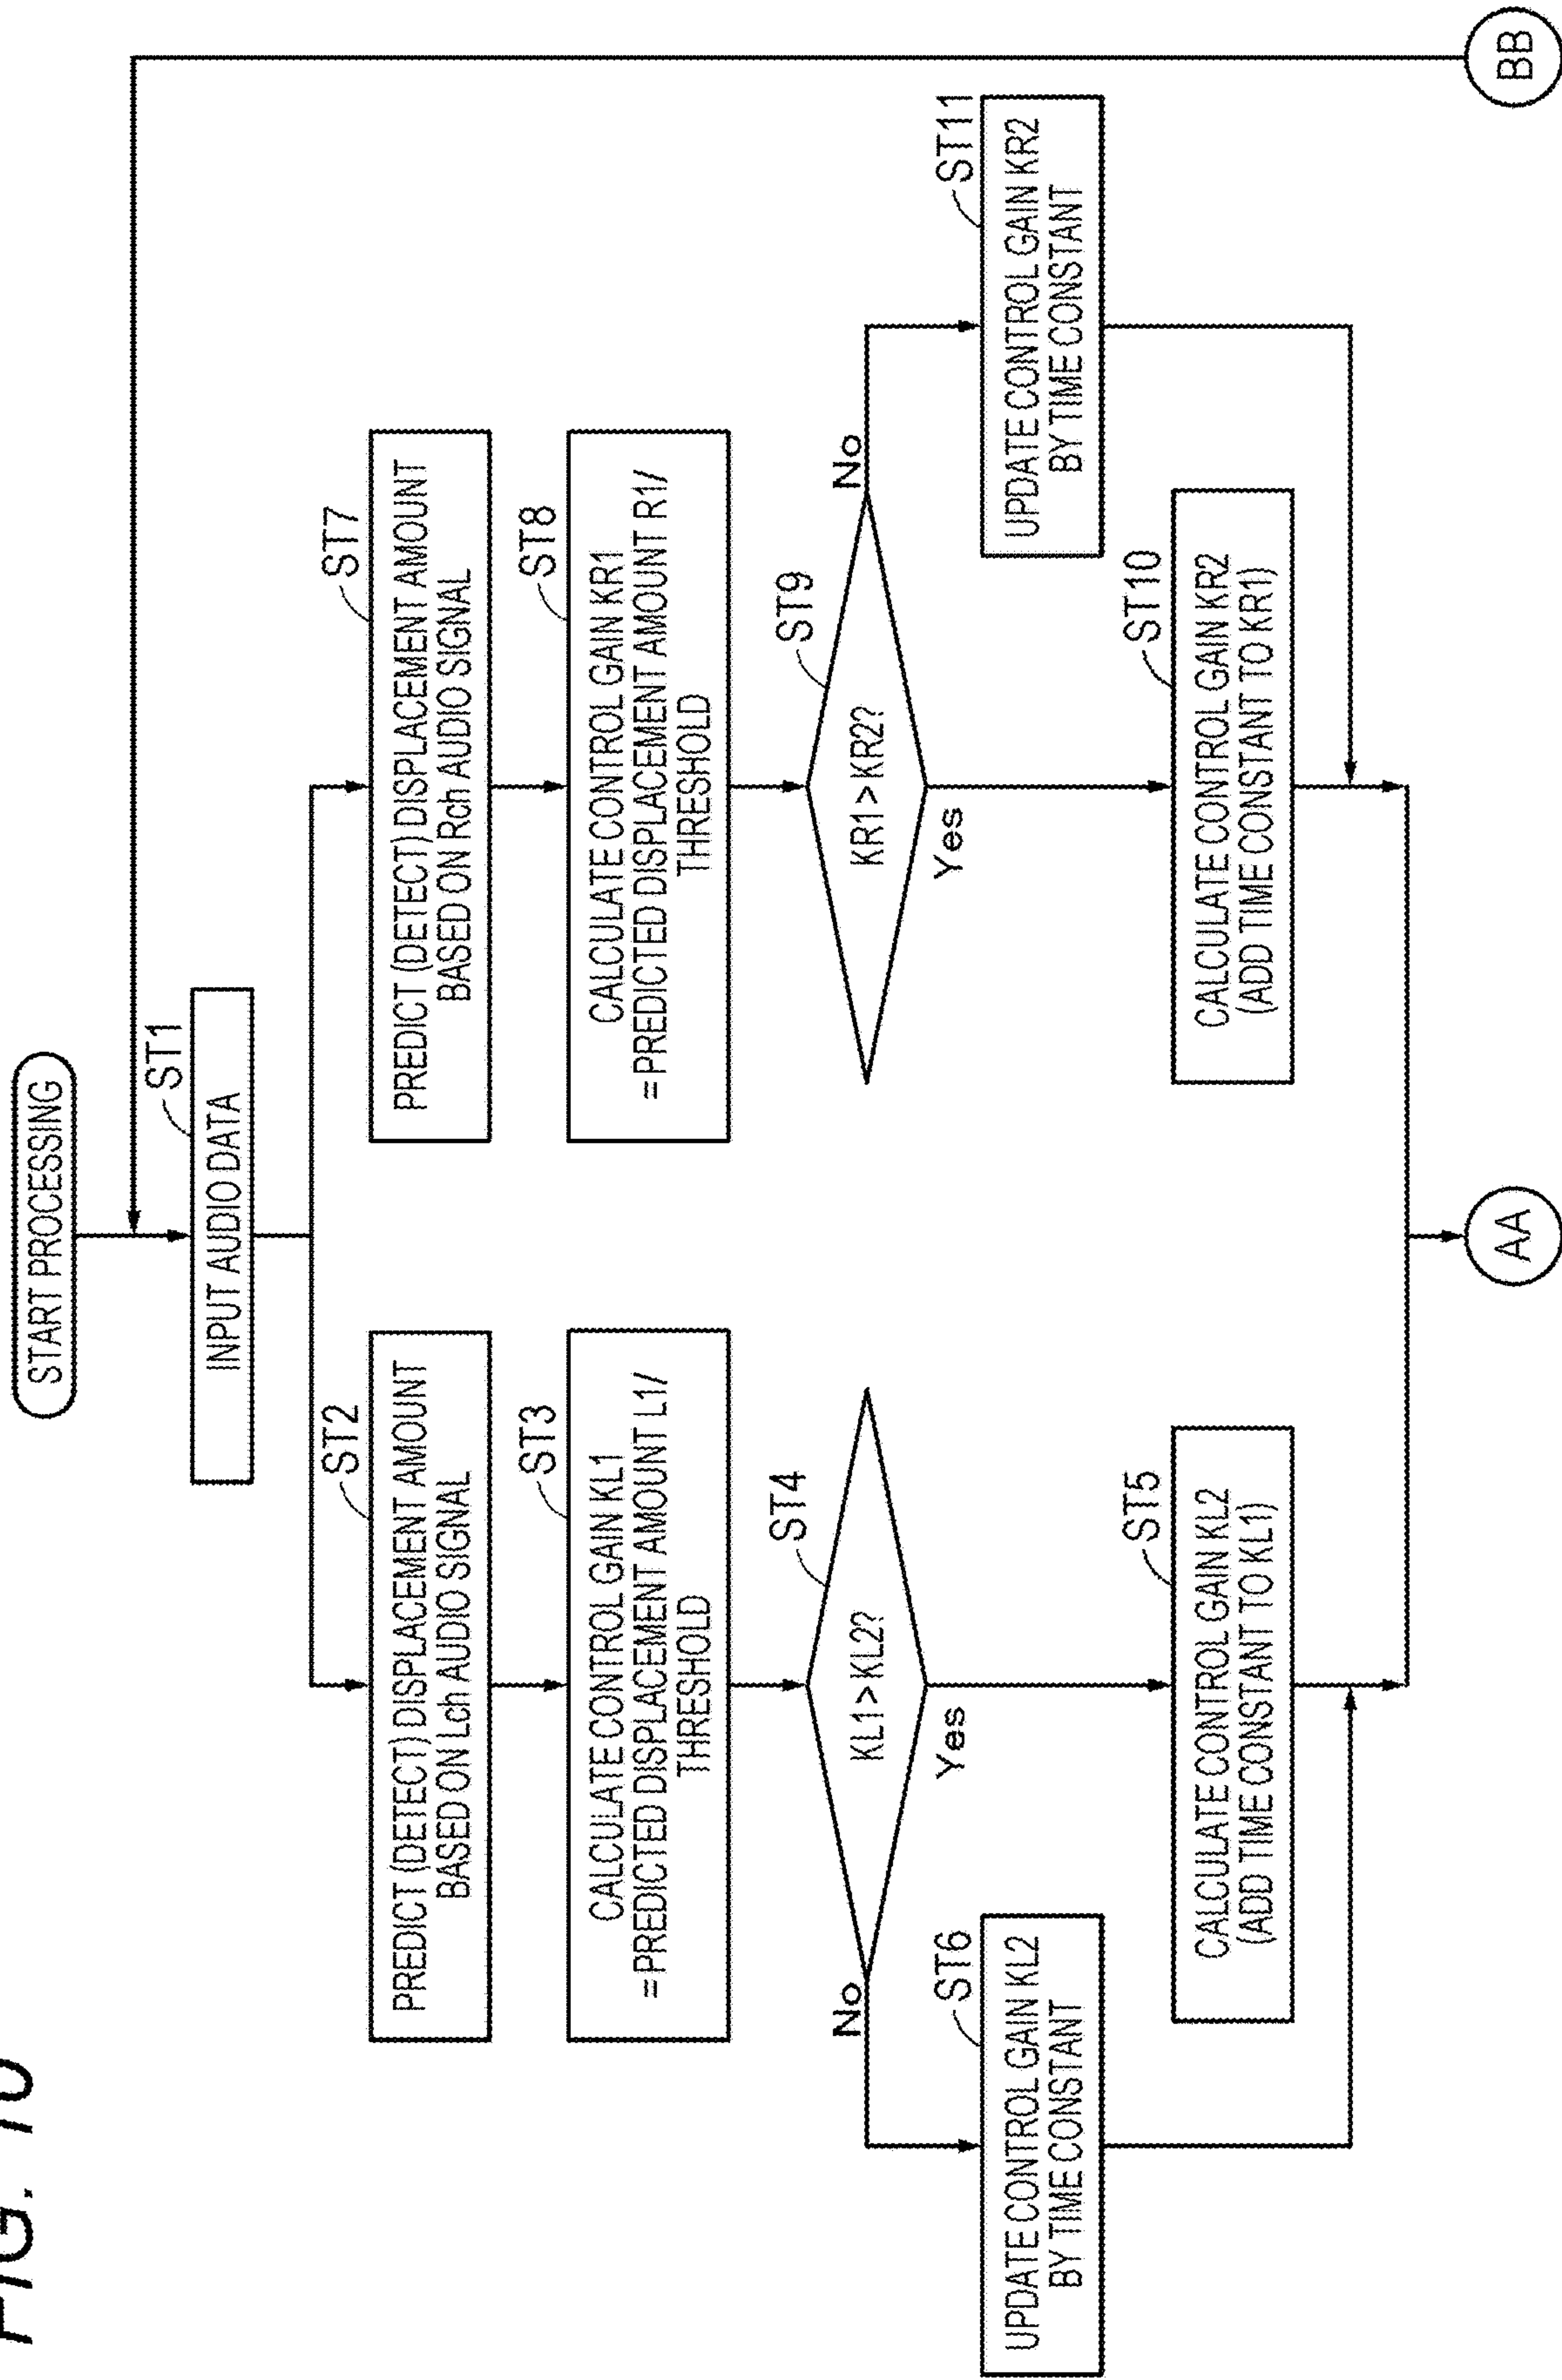 FIG. 10
START PROCESSING
ST1
INPUT AUDIO DATA
ST2
PREDICT (DETECT) DISPLACEMENT AMOUNT
BASED ON Lch AUDIO SIGNAL
ST3
CALCULATE CONTROL GAIN KL1
=PREDICTED DISPLACEMENT AMOUNT L1/
THRESHOLD
ST4
KL1>KL2?
No
Yes
ST6
UPDATE CONTROL GAIN KL2
BY TIME CONSTANT
ST5
CALCULATE CONTROL GAIN KL2
(ADD TIME CONSTANT TO KL1)
ST7
PREDICT (DETECT) DISPLACEMENT AMOUNT
BASED ON Rch AUDIO SIGNAL
ST8
CALCULATE CONTROL GAIN KR1
=PREDICTED DISPLACEMENT AMOUNT R1/
THRESHOLD
ST9
KR1>KR2?
No
Yes
ST11
UPDATE CONTROL GAIN KR2
BY TIME CONSTANT
ST10
CALCULATE CONTROL GAIN KR2
(ADD TIME CONSTANT TO KR1)
AA
BB